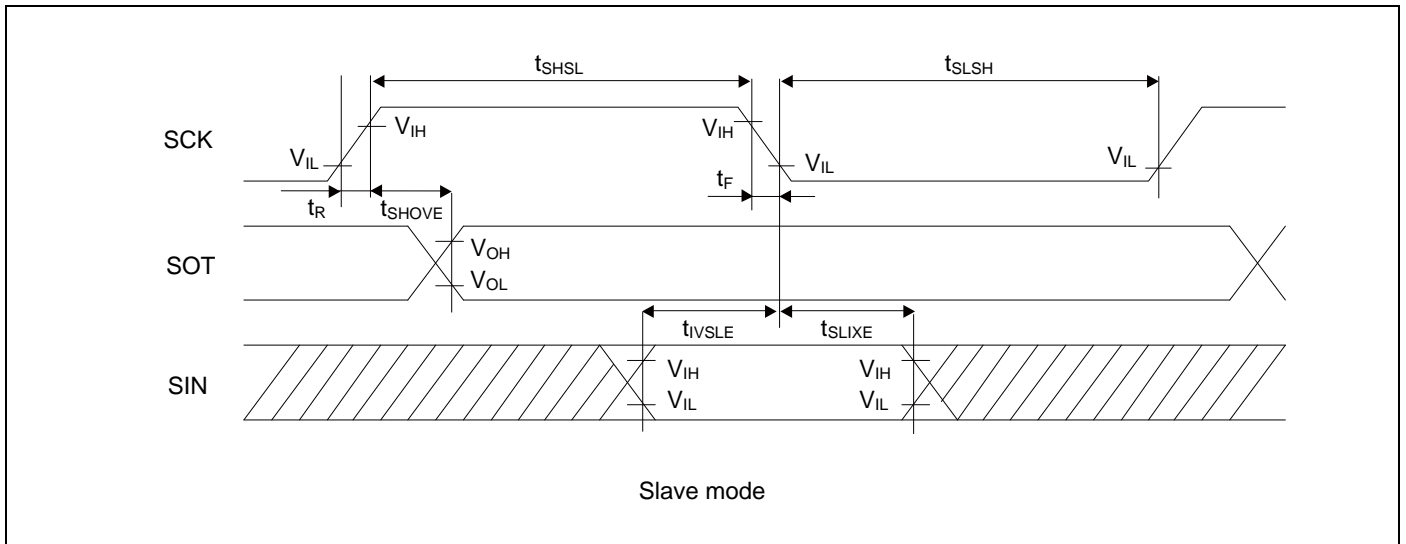 tSHSL
tSLSH
SCK
VIH
VIH
VIL
VIL
VIL
tR
tSHOVE
tF
SOT
VOH
VOL
tIVSLE
tSLIXE
SIN
VIH
VIH
VIL
VIL
Slave mode